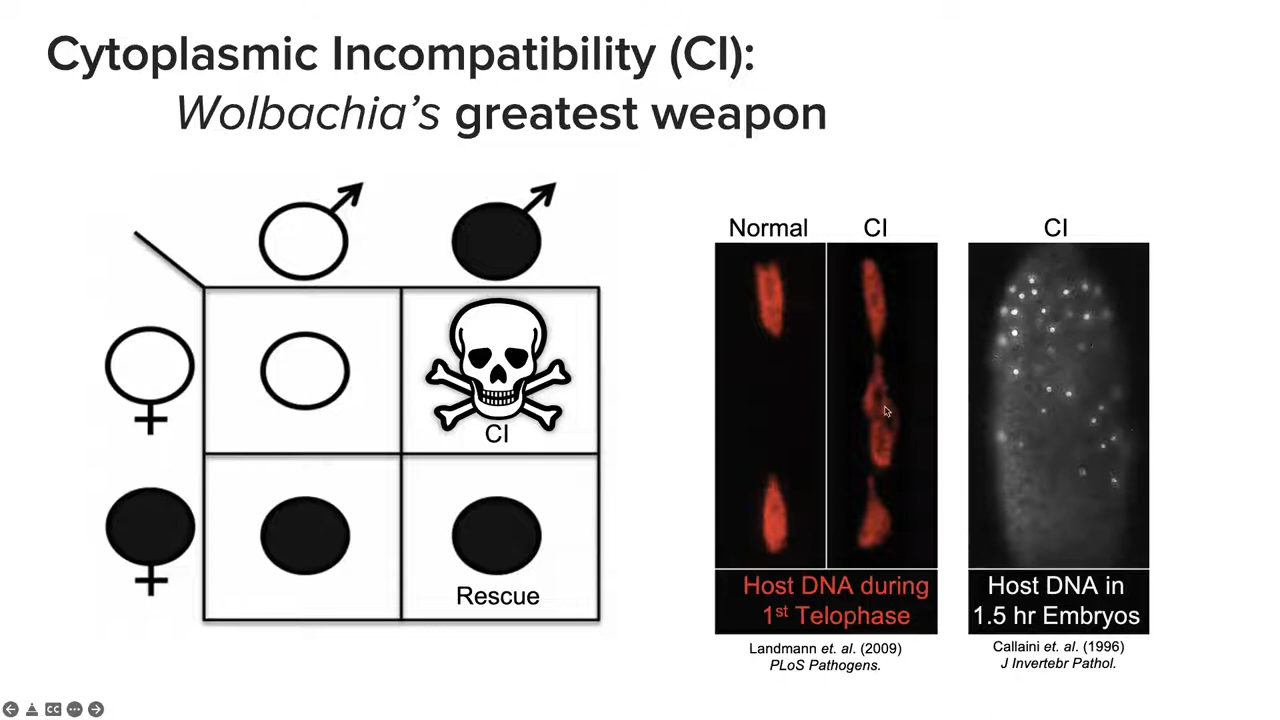 Cytoplasmic Incompatibility (CI):
Wolbachia's greatest weapon
CI
Rescue
Normal
CI
CI
Host DNA during
1st Telophase
Host DNA in
1.5 hr Embryos
Landmann et. al. (2009)
PLoS Pathogens.
Callaini et. al. (1996)
J Invertebr Pathol.
CC